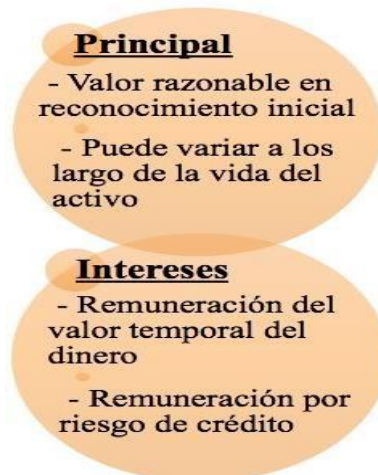 Principal
- Valor razonable en
reconocimiento inicial
- Puede variar a los
largo de la vida del
activo
Intereses
- Remuneración del
valor temporal del
dinero
- Remuneración por
riesgo de crédito